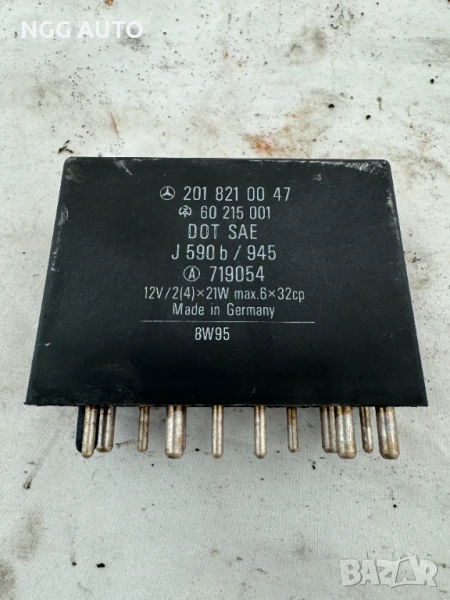 NGG AUTO
201 821 00 47
60 215 001
DOT SAE
J 590 b / 945
A 719054
12V/2(4)×21W max.6×32cp
Made in Germany
8W95
BAZAR